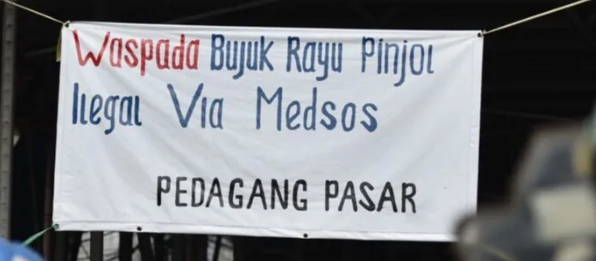 Waspada Bujuk Rayu Pinjol
Ilegal Via Medsos
PEDAGANG PASAR